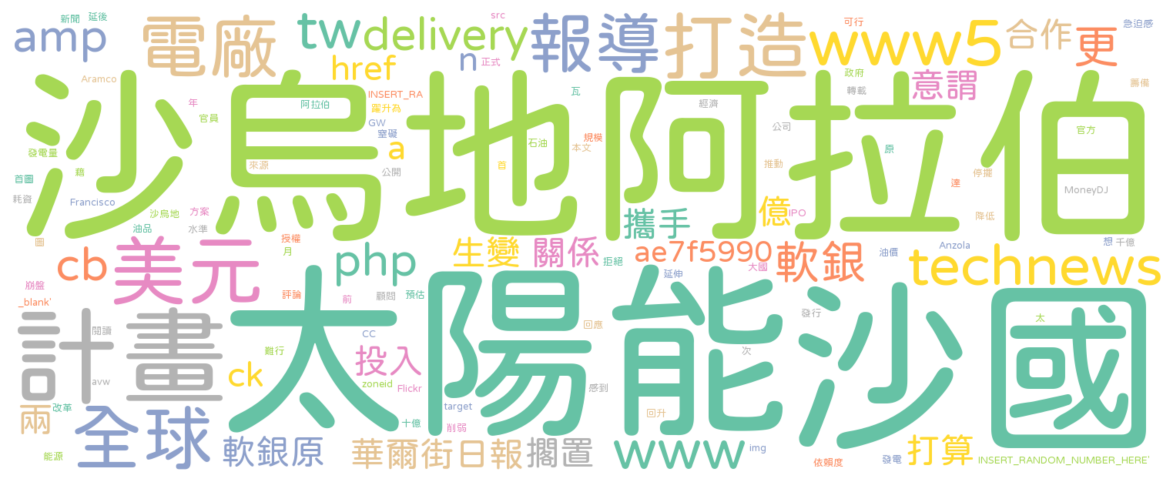 新聞 延後 src 可行 急迫感
amp 電廠 tw delivery 報導 打造 www5 合作 更
href n 正式 政府 意謂
Aramco INSERT_RA 轉載
沙烏地阿拉伯
年 阿拉伯 瓦 經濟
躍升為 官員 GW 窒礙 公司 官方
發電量 a 石油 規模 本文 原
來源 公開 推動 停擺
首圖 籍 連 MoneyDJ
耗資 Francisco 沙烏地 方案 攜手 億 IPO 降低
油品 水準
圖 授權 月 生變 關係 拒絕 ae7f5990 軟銀 油價 Anzola 想 千億
cb 美元 php 大國 延伸 technews
崩盤 _blank' 評論 前 顧問 預估
計畫 太陽能 沙國
閱讀 CC 回應 發行 太
難行 投入 次
avw ck zoneid Flickr 感到
兩 改革 十億 削弱 target 回升
全球 軟銀原 華爾街日報 擱置 www img 打算
能源 依賴度 發電 INSERT_RANDOM_NUMBER_HERE'